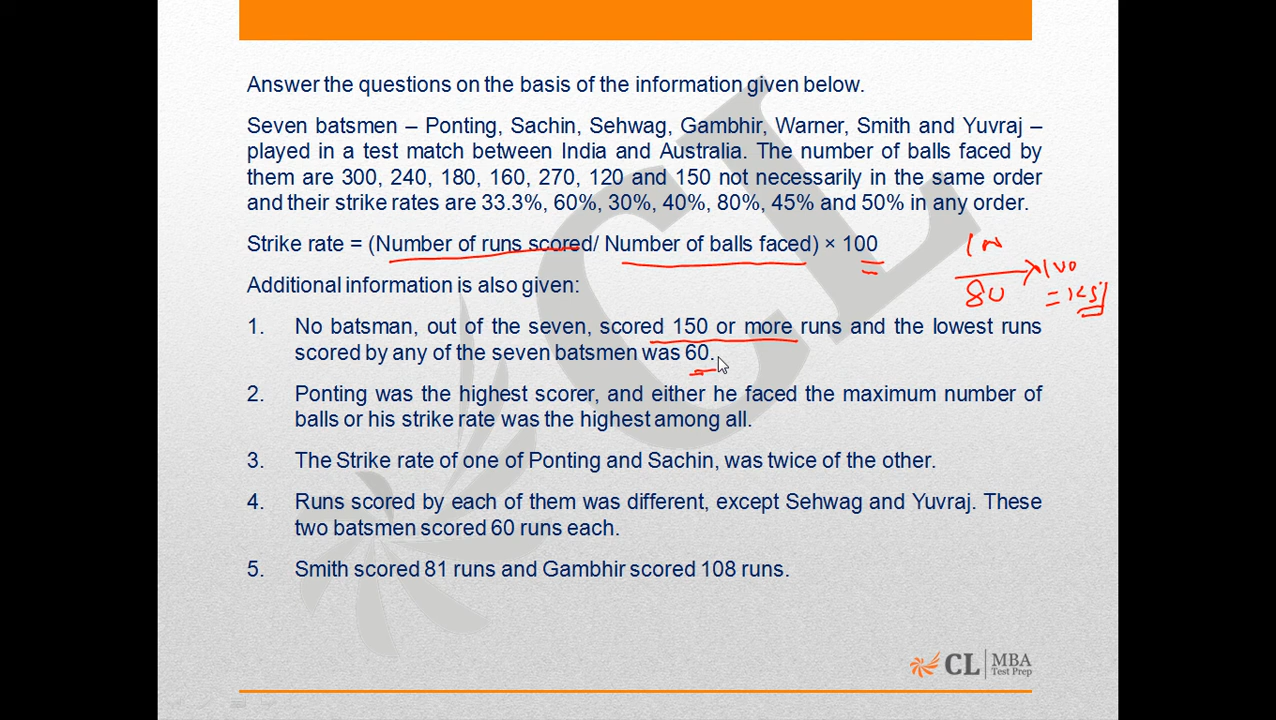 Answer the questions on the basis of the information given below.
Seven batsmen – Ponting, Sachin, Sehwag, Gambhir, Warner, Smith and Yuvraj –
played in a test match between India and Australia. The number of balls faced by
them are 300, 240, 180, 160, 270, 120 and 150 not necessarily in the same order
and their strike rates are 33.3%, 60%, 30%, 40%, 80%, 45% and 50% in any order.
Strike rate = (Number of runs scored/ Number of balls faced) × 100
Additional information is also given:
1. No batsman, out of the seven, scored 150 or more runs and the lowest runs
scored by any of the seven batsmen was 60.
2. Ponting was the highest scorer, and either he faced the maximum number of
balls or his strike rate was the highest among all.
3. The Strike rate of one of Ponting and Sachin, was twice of the other.
4. Runs scored by each of them was different, except Sehwag and Yuvraj. These
two batsmen scored 60 runs each.
5. Smith scored 81 runs and Gambhir scored 108 runs.
CL MBA
Test Prep